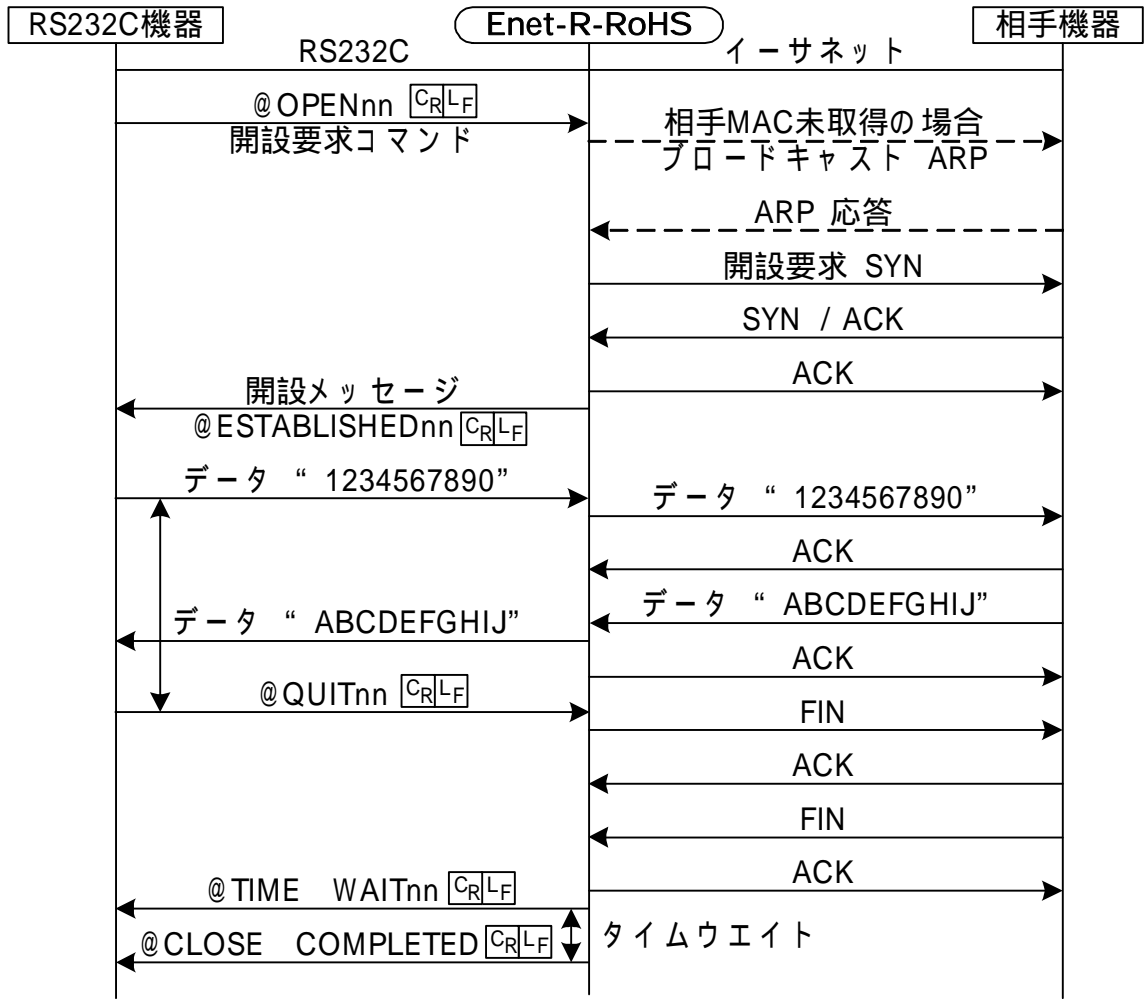 RS232C機器
Enet-R-RoHS
相手機器
RS232C
イーサネット
@OPENnn CRLF
開設要求コマンド
相手MAC未取得の場合
ブロードキャスト ARP
ARP 応答
開設要求 SYN
SYN / ACK
ACK
開設メッセージ
@ESTABLISHEDnn CRLF
データ “ 1234567890”
データ “ 1234567890”
ACK
データ “ ABCDEFGHIJ”
データ “ ABCDEFGHIJ”
ACK
@QUITnn CRLF
FIN
ACK
FIN
ACK
@TIME WAITnn CRLF
タイムウエイト
@CLOSE COMPLETED CRLF